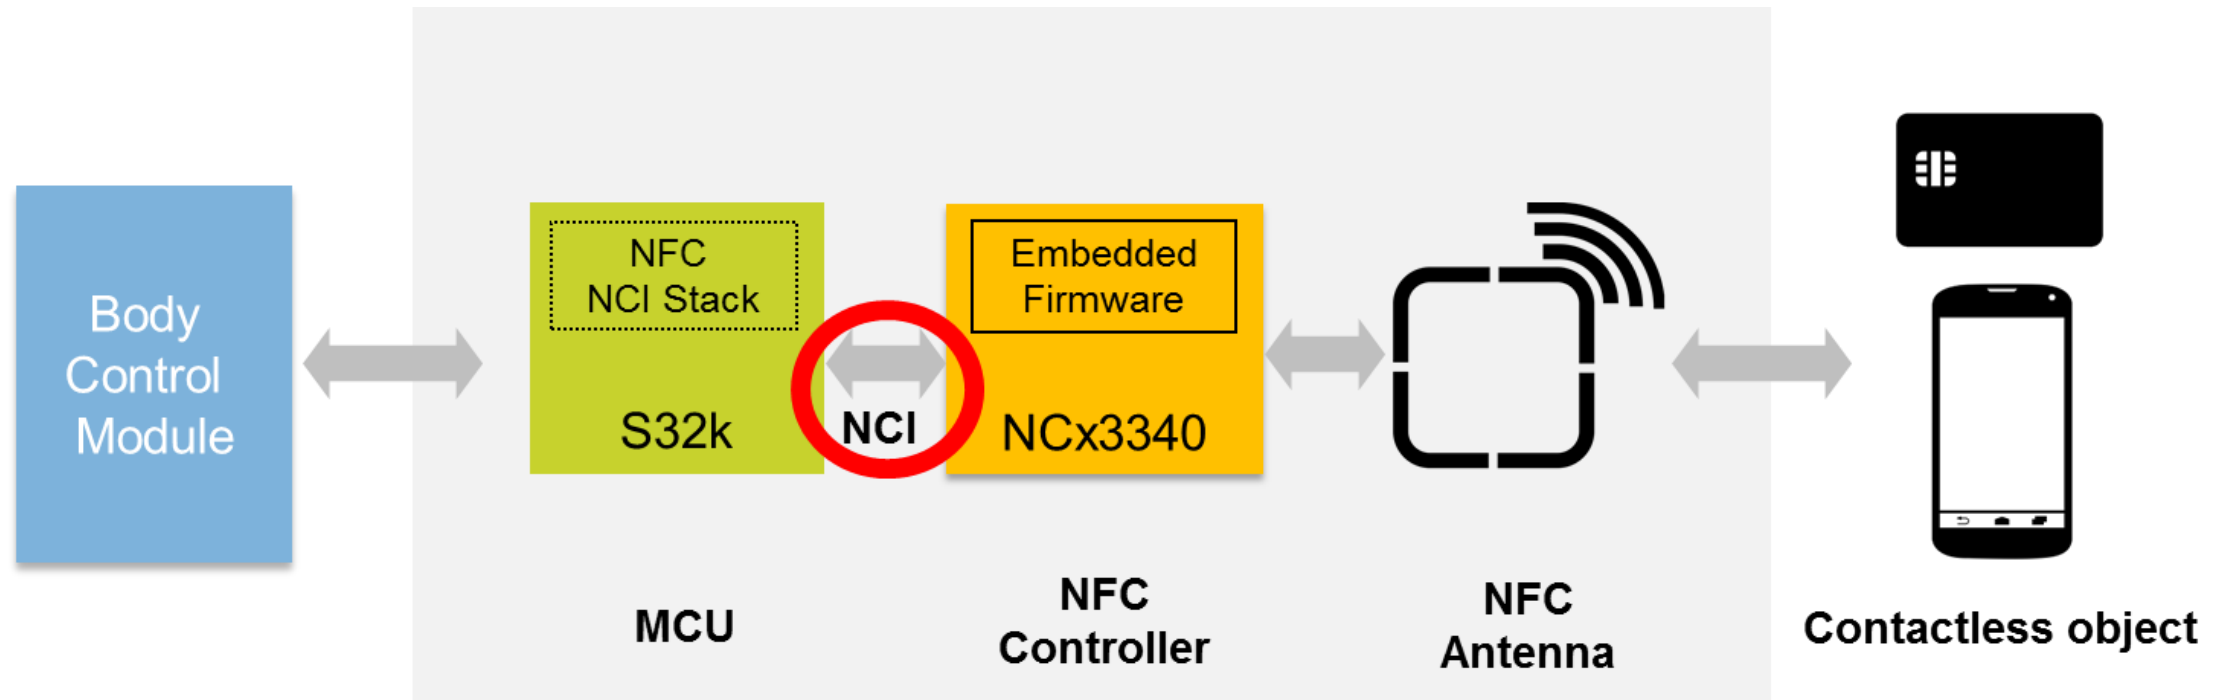 Body
Control
Module
NFC
NCI Stack
S32k
NCI
Embedded
Firmware
NCx3340
MCU
NFC
Controller
NFC
Antenna
Contactless object